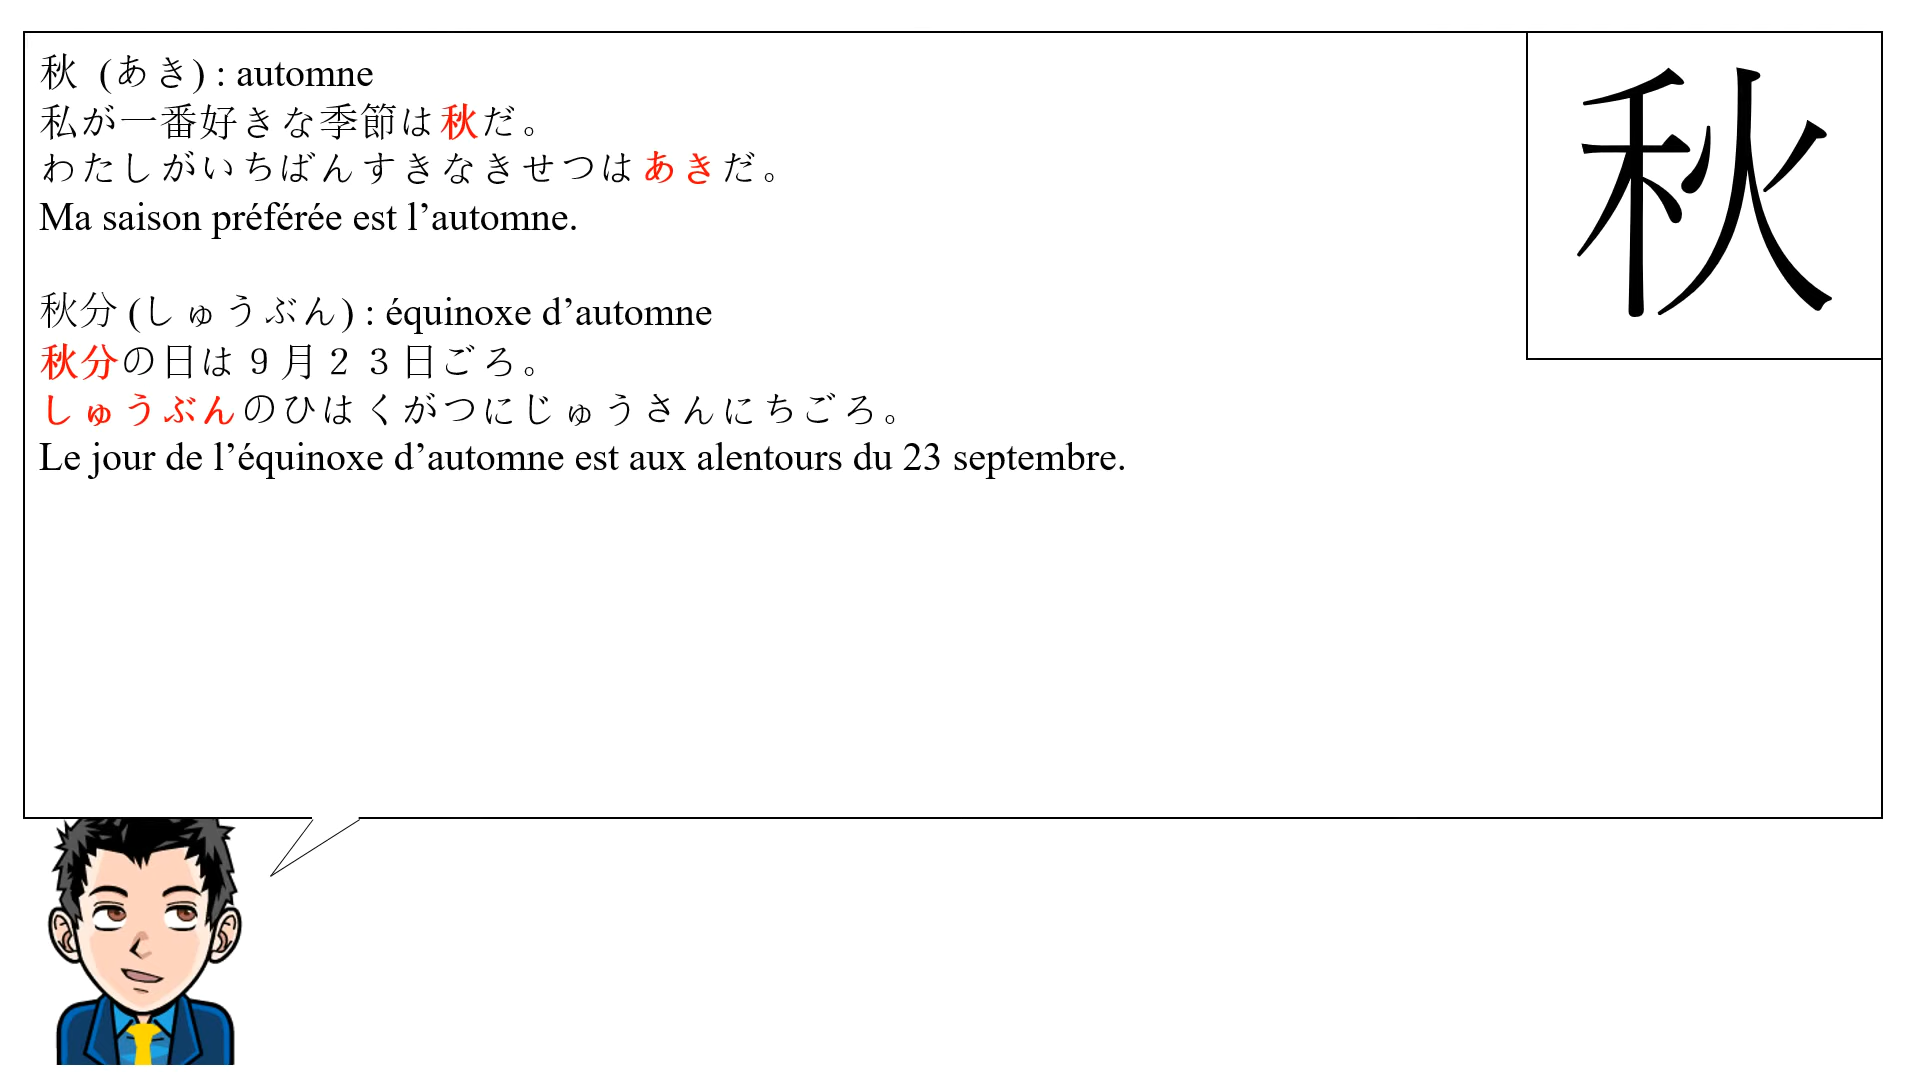 秋 (あき) : automne
私が一番好きな季節は秋だ。
わたしがいちばんすきなきせつはあきだ。
Ma saison préférée est l’automne.
秋分 (しゅうぶん) : équinoxe d’automne
秋分の日は９月２３日ごろ。
しゅうぶんのひはくがつにじゅうさんにちごろ。
Le jour de l’équinoxe d’automne est aux alentours du 23 septembre.
秋